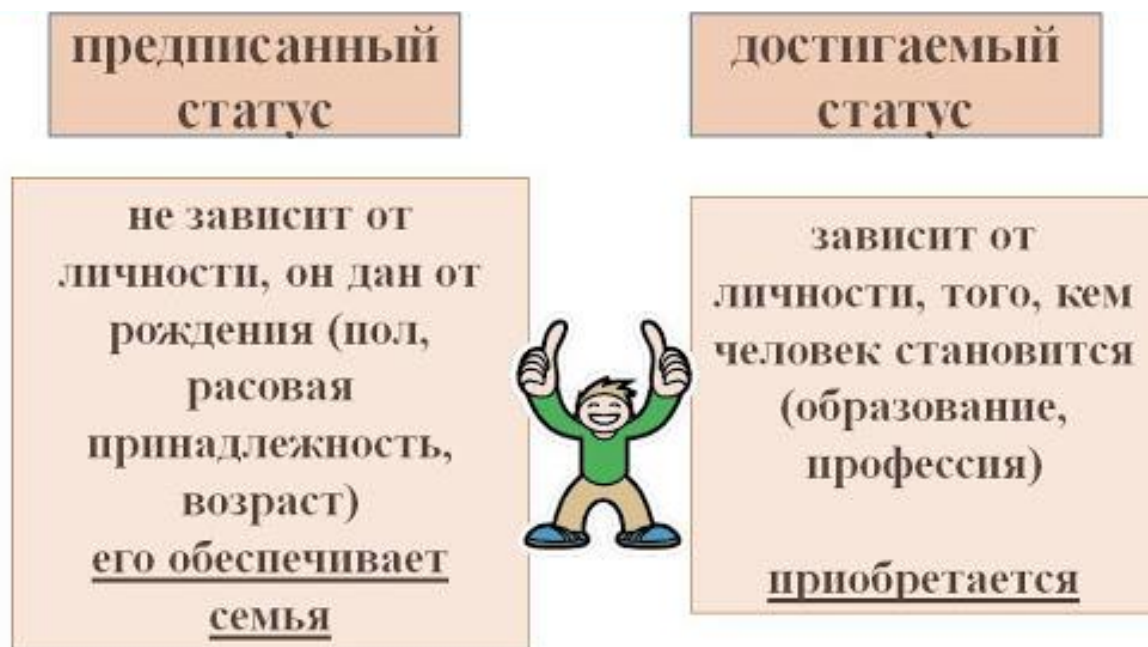 предписанный
статус
не зависит от
личности, он дан от
рождения (пол,
расовая
принадлежность,
возраст)
его обеспечивает
семья
достигаемый
статус
зависит от
личности, того, кем
человек становится
(образование,
профессия)
приобретается